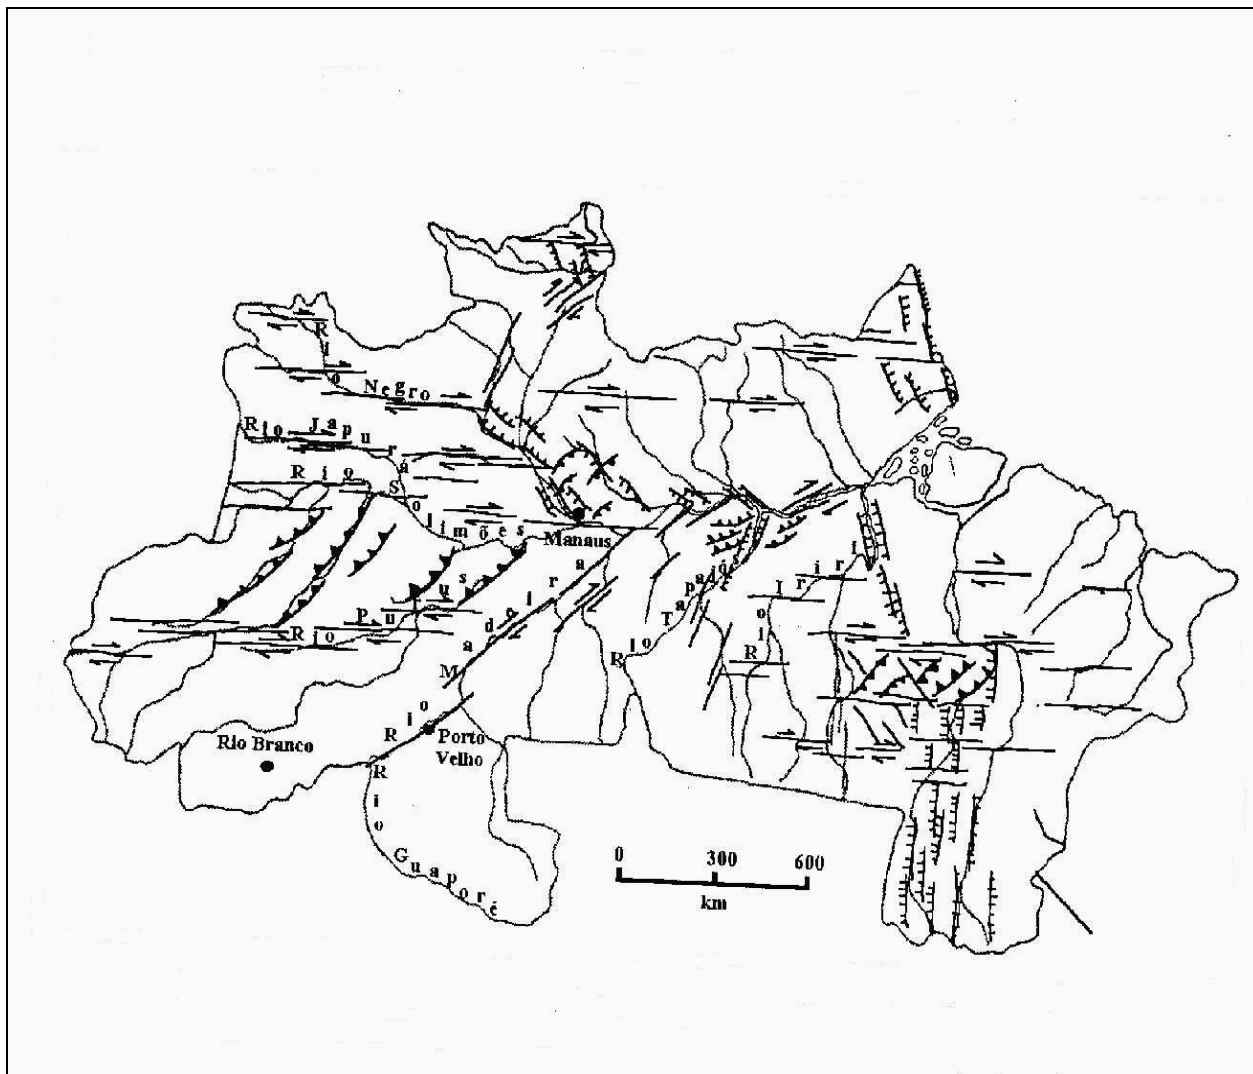 Rio Negro
Rio Japurá
Rio Solimões
Manaus
Rio Purus
Rio Madeira
Rio Tapajós
Rio Iriri
Rio Branco
Porto
Velho
Rio Guaporé
0 300 600
km